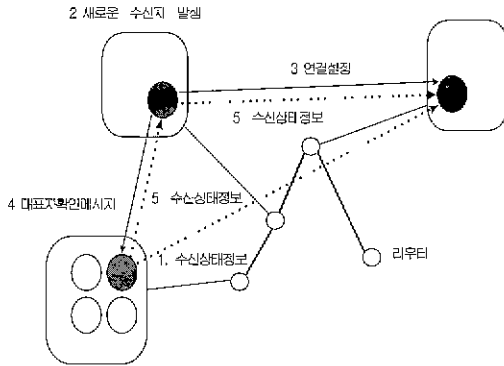 2 새로운 수신지 발생
3 연결설정
5 수신상태정보
4 대표자확인메시지
5 수신상태정보
1. 수신상태정보
라우터